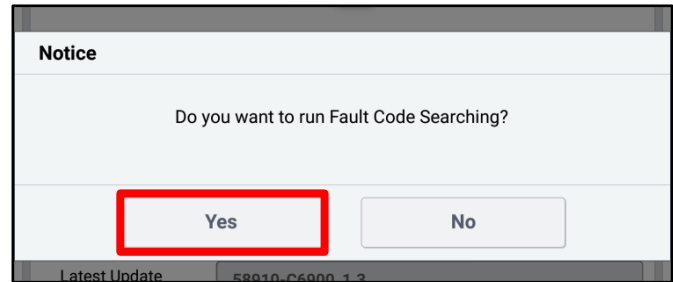 Notice
Do you want to run Fault Code Searching?
Yes
No
Latest Update
58910-C6900_1.3